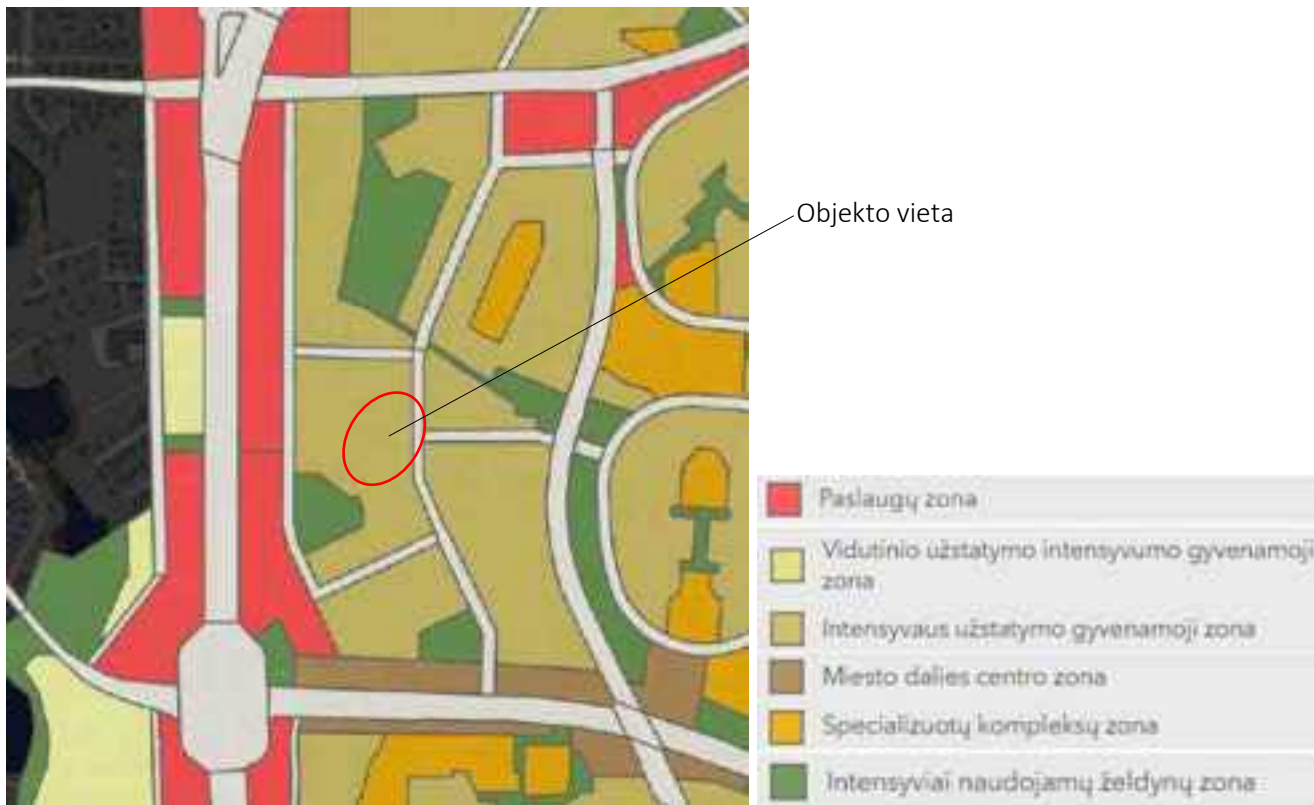 Objekto vieta
Paslaugų zona
Vidutinio užstatymo intensyvumo gyvenamoji
zona
Intensyvaus užstatymo gyvenamoji zona
Miesto dalies centro zona
Specializuotų kompleksų zona
Intensyviai naudojamų želdynų zona